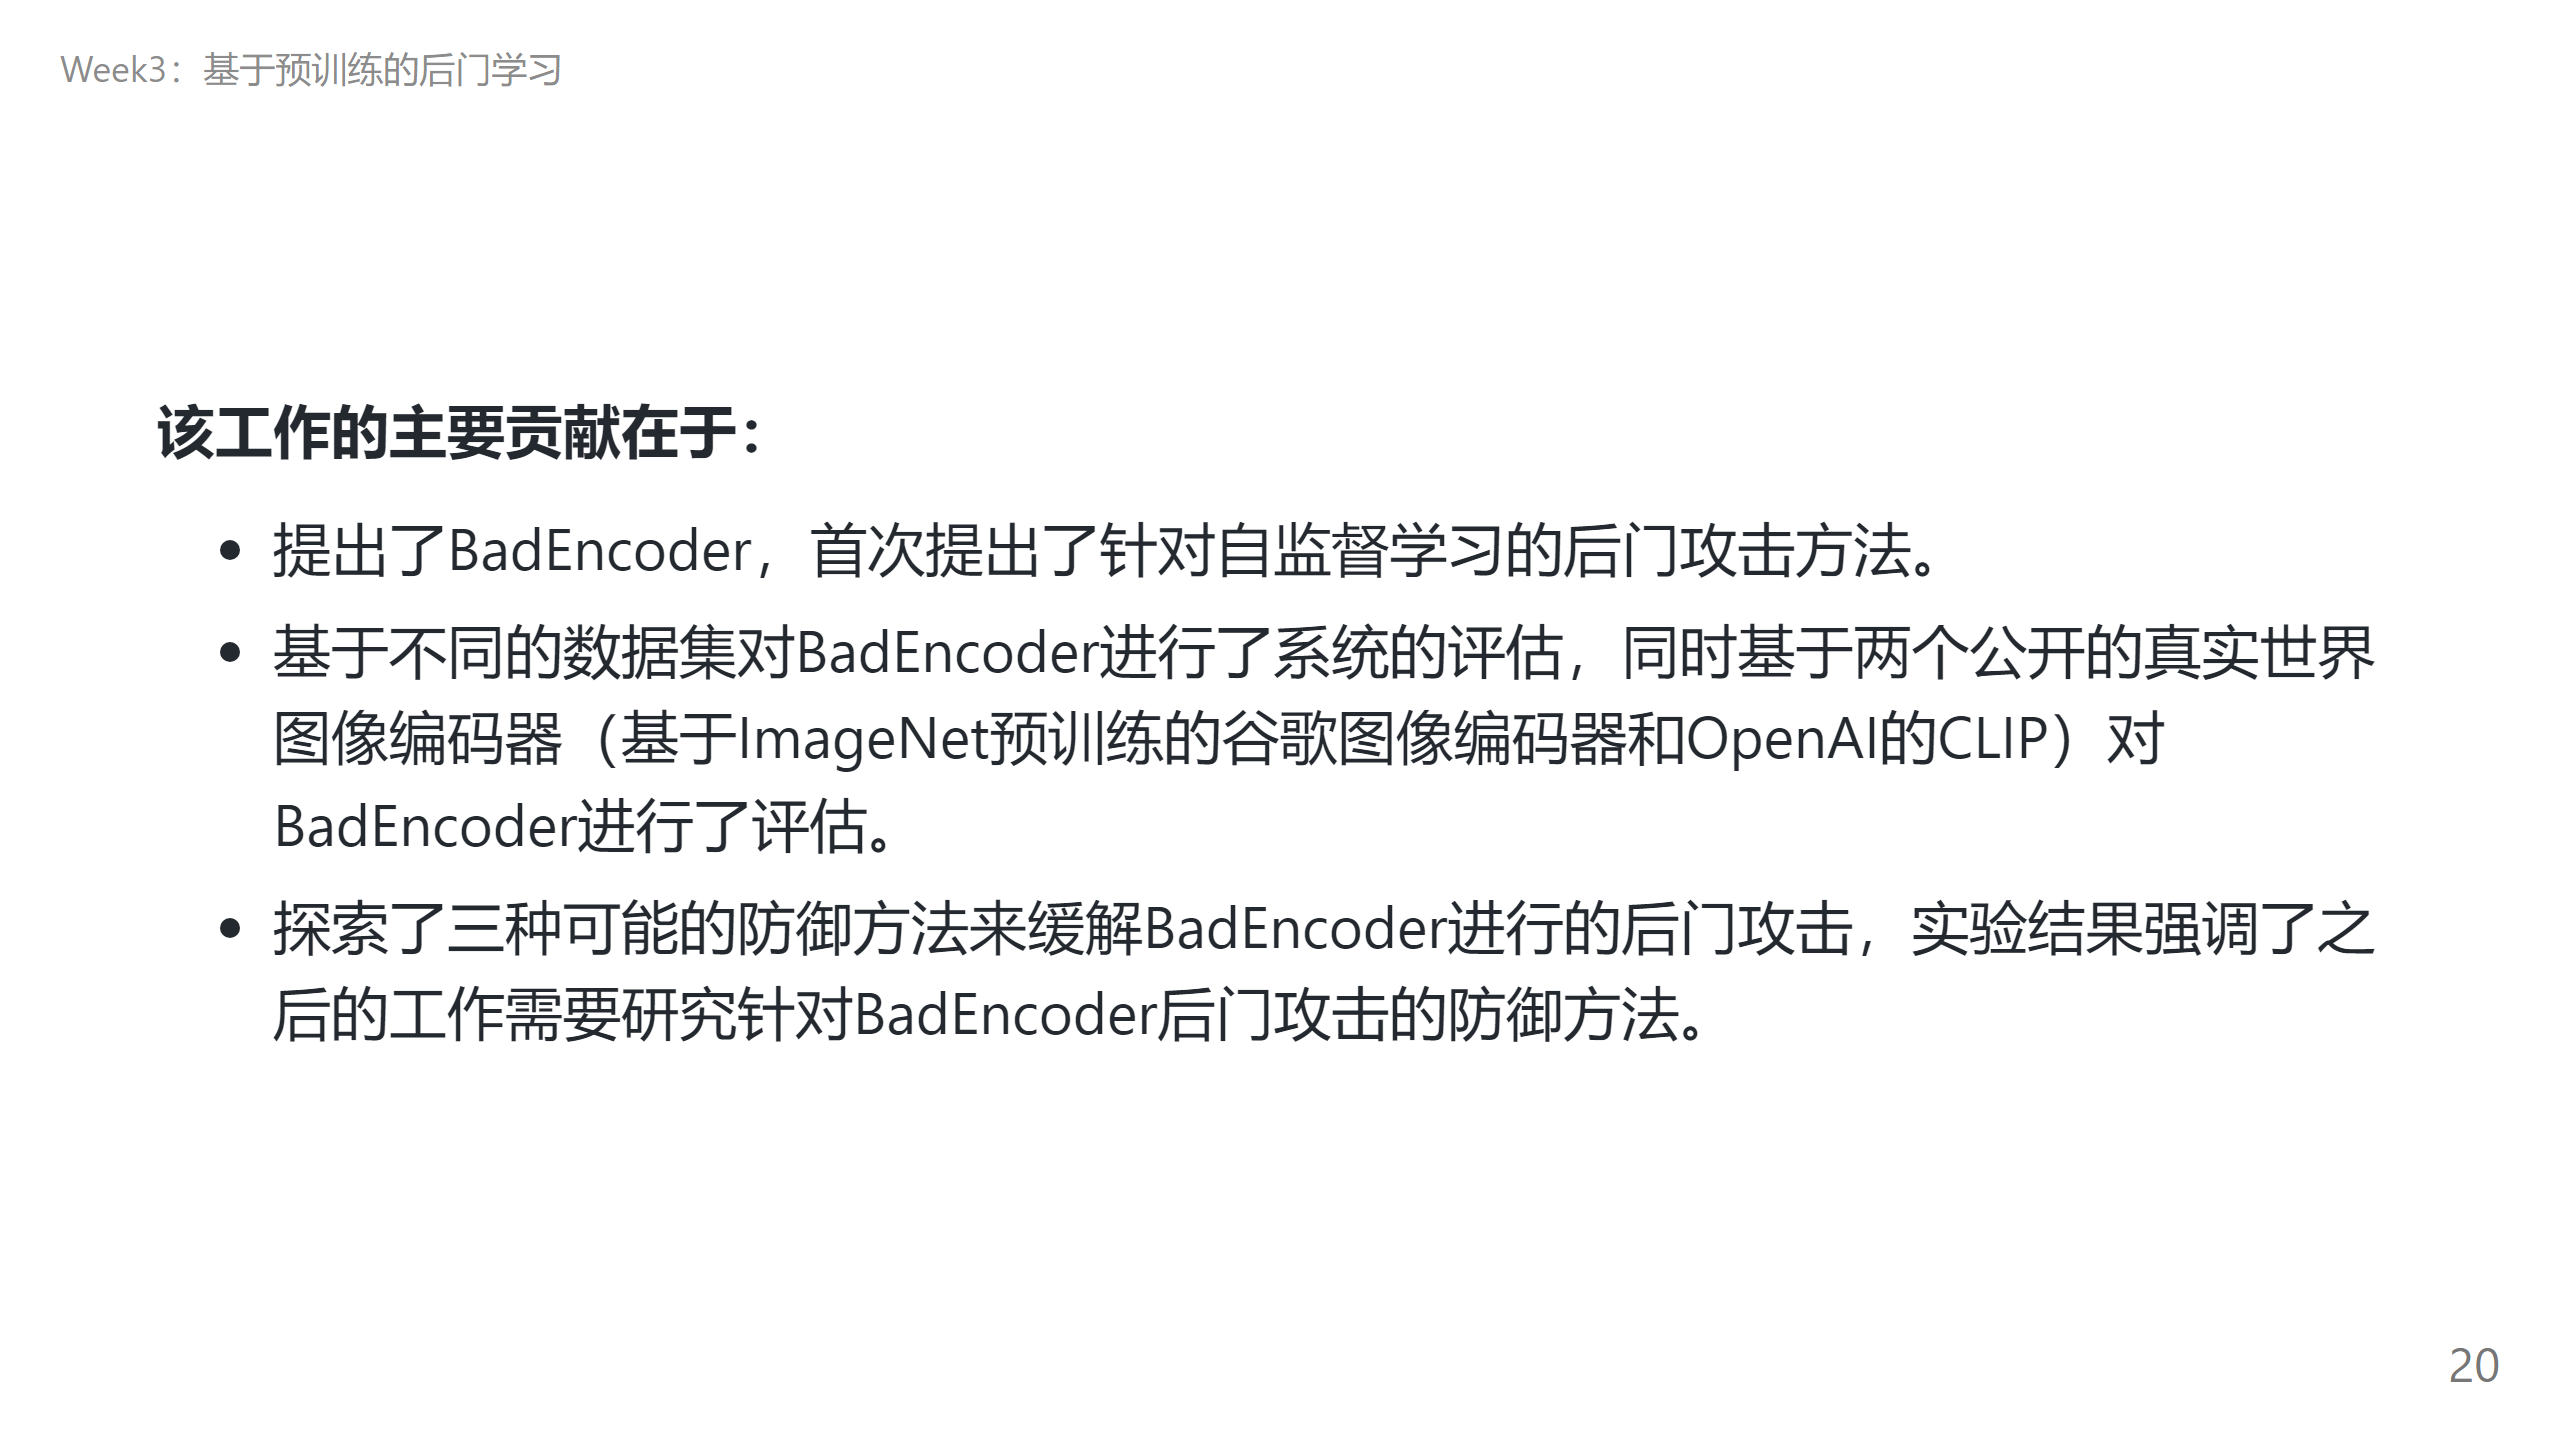 Week3：基于预训练的后门学习
该工作的主要贡献在于：
• 提出了BadEncoder，首次提出了针对自监督学习的后门攻击方法。
• 基于不同的数据集对BadEncoder进行了系统的评估，同时基于两个公开的真实世界
图像编码器（基于ImageNet预训练的谷歌图像编码器和OpenAI的CLIP）对
BadEncoder进行了评估。
• 探索了三种可能的防御方法来缓解BadEncoder进行的后门攻击，实验结果强调了之
后的工作需要研究针对BadEncoder后门攻击的防御方法。
20